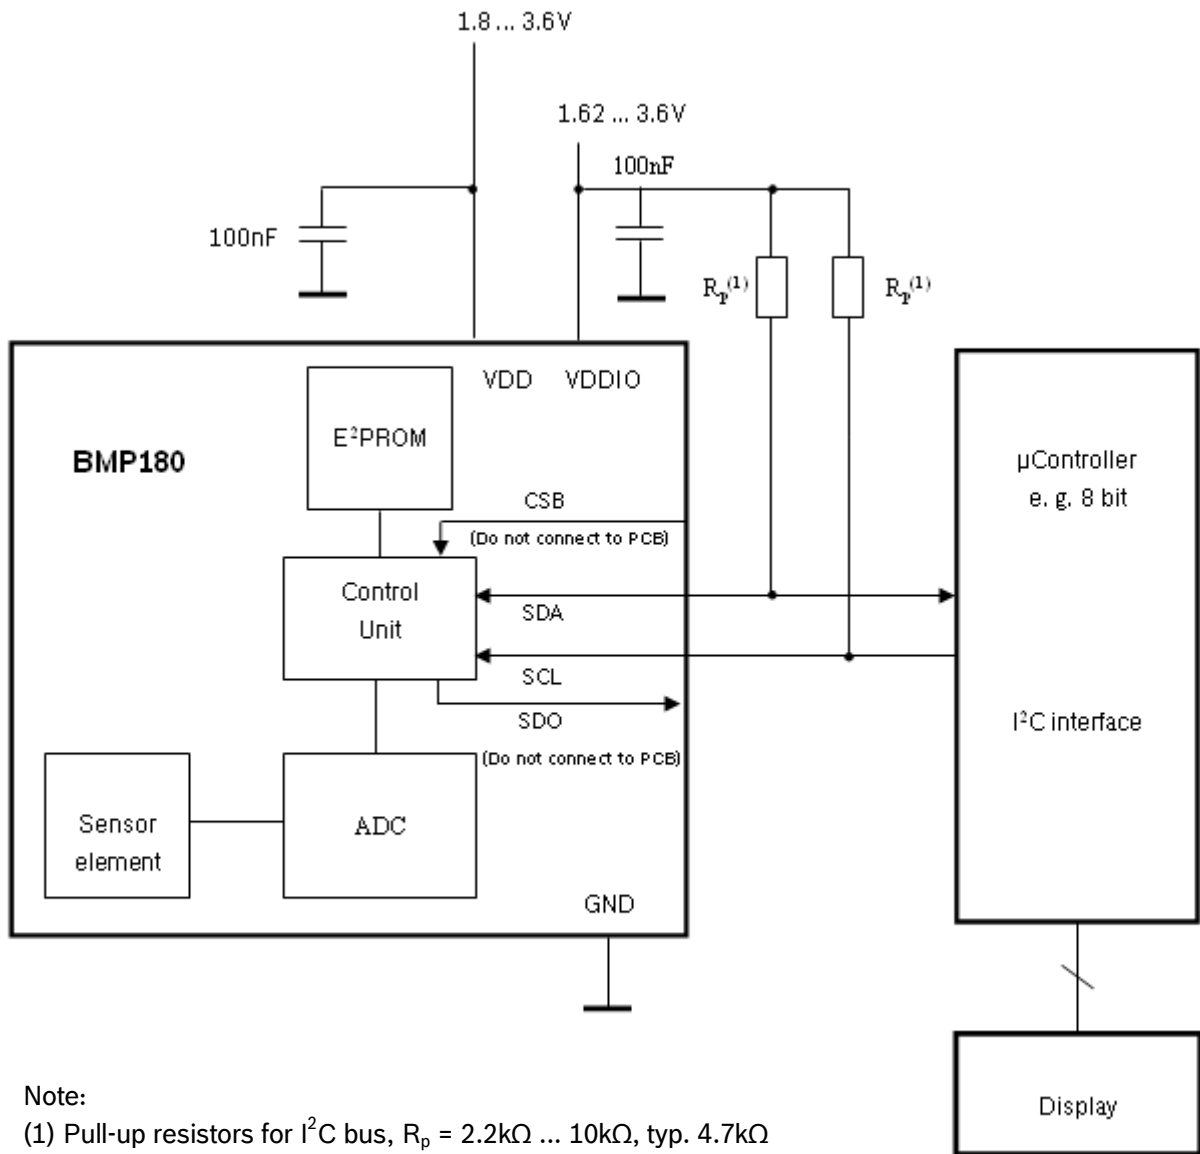 1.8 ... 3.6V
1.62 ... 3.6V
100nF
100nF
Rₚ⁽¹⁾
Rₚ⁽¹⁾
VDD
VDDIO
E²PROM
BMP180
µController
e. g. 8 bit
CSB
(Do not connect to PCB)
Control
Unit
SDA
SCL
SDO
(Do not connect to PCB)
I²C interface
Sensor
element
ADC
GND
Display
Note:
(1) Pull-up resistors for I²C bus, Rₚ = 2.2kΩ ... 10kΩ, typ. 4.7kΩ